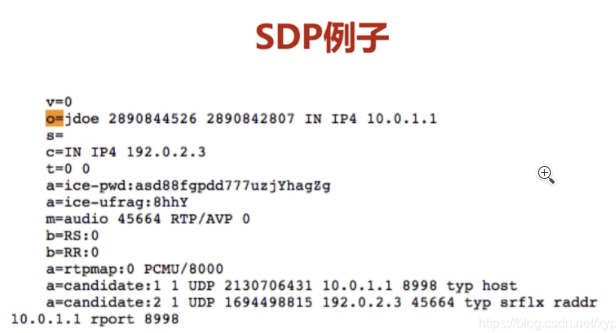 SDP例子
v=0
o=jdoe 2890844526 2890842807 IN IP4 10.0.1.1
s=
c=IN IP4 192.0.2.3
t=0 0
a=ice-pwd:asd88fgpdd777uzjYhagZg
a=ice-ufrag:8hhY
m=audio 45664 RTP/AVP 0
b=RS:0
b=RR:0
a=rtpmap:0 PCMU/8000
a=candidate:1 1 UDP 2130706431 10.0.1.1 8998 typ host
a=candidate:2 1 UDP 1694498815 192.0.2.3 45664 typ srflx raddr
10.0.1.1 rport 8998
https://blog.csdn.net/xyp